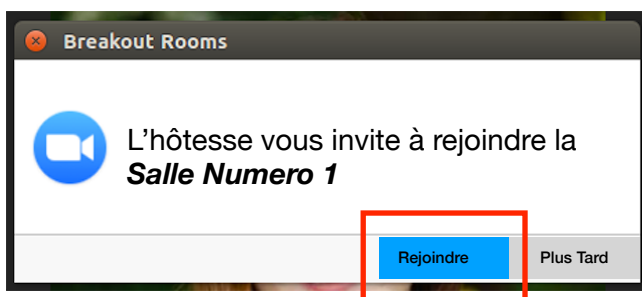 Breakout Rooms
L'hôtesse vous invite à rejoindre la
Salle Numero 1
Rejoindre
Plus Tard